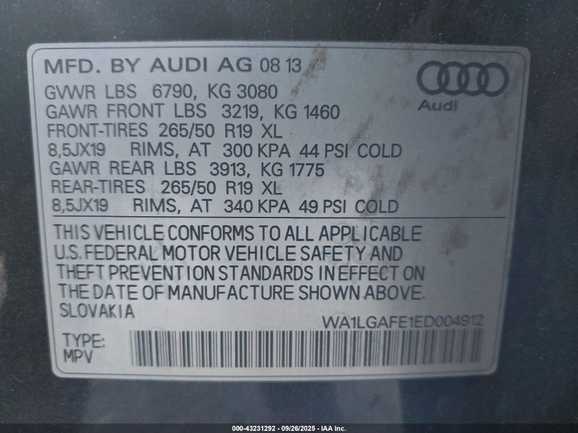 MFD. BY AUDI AG 08 13
GVWR LBS 6790, KG 3080
GAWR FRONT LBS 3219, KG 1460
FRONT-TIRES 265/50 R19 XL
8,5JX19 RIMS, AT 300 KPA 44 PSI COLD
GAWR REAR LBS 3913, KG 1775
REAR-TIRES 265/50 R19 XL
8,5JX19 RIMS, AT 340 KPA 49 PSI COLD
Audi
THIS VEHICLE CONFORMS TO ALL APPLICABLE
U.S. FEDERAL MOTOR VEHICLE SAFETY AND
THEFT PREVENTION STANDARDS IN EFFECT ON
THE DATE OF MANUFACTURE SHOWN ABOVE.
SLOVAKIA
WA1LGAFE1ED004912
TYPE:
MPV
000-43231292 - 09/26/2025 - IAA Inc.